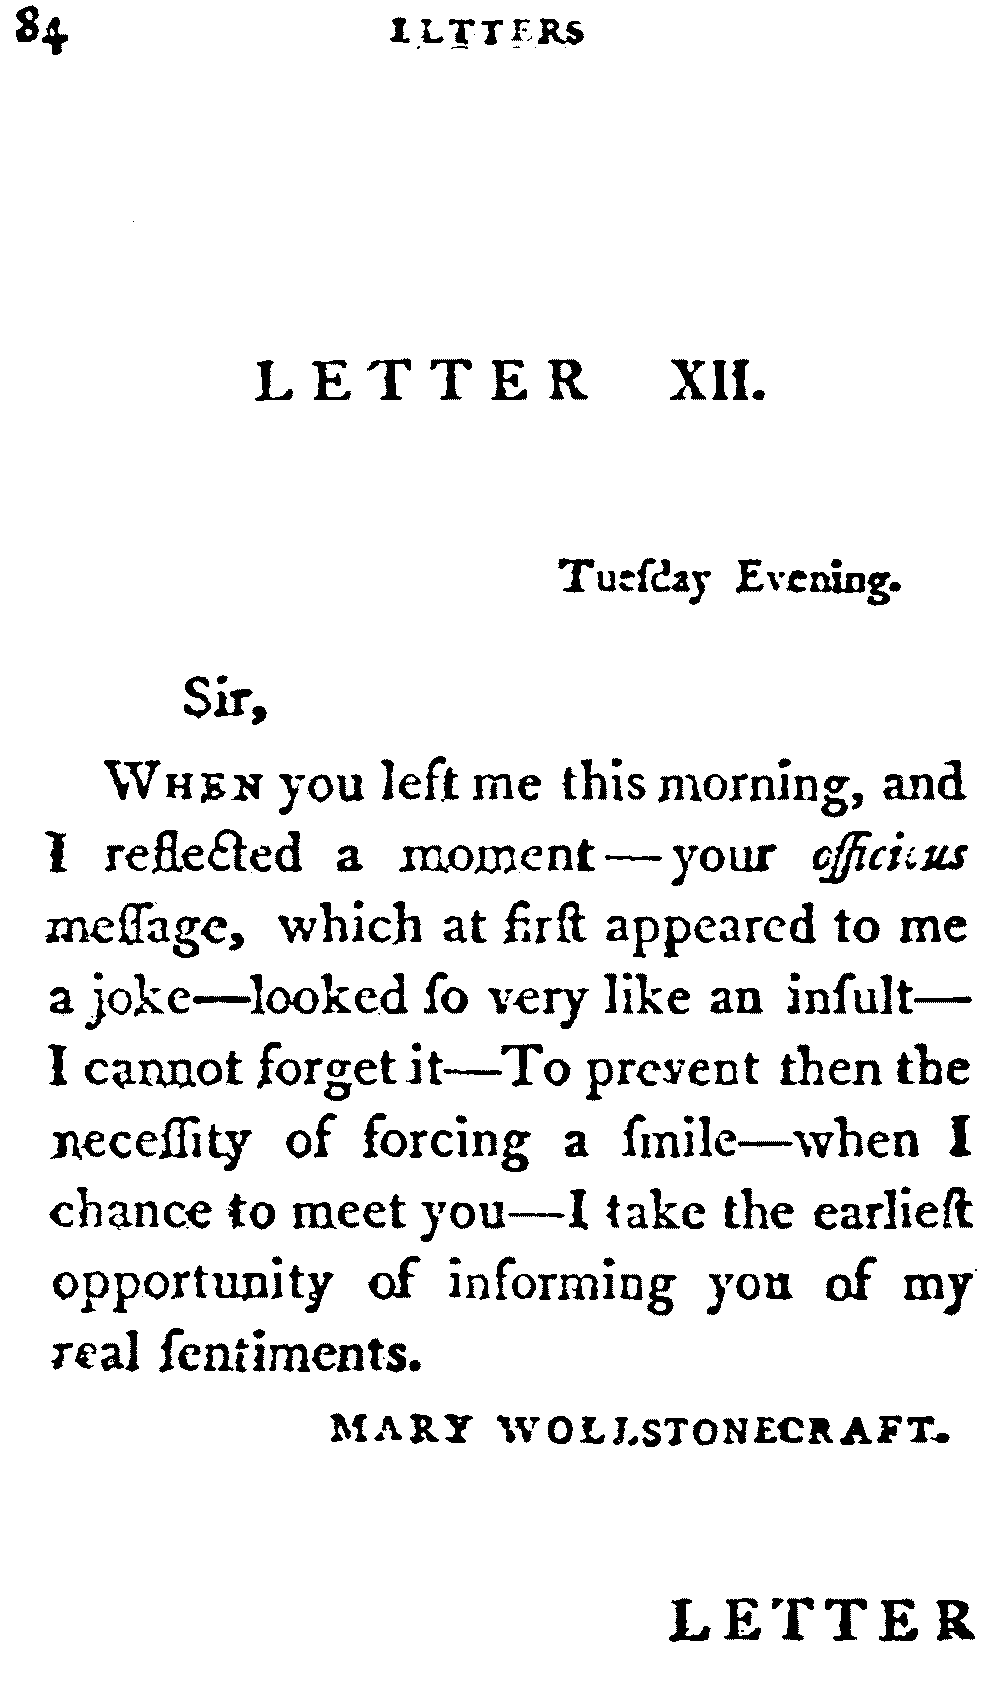 84 LETTERS
LETTER XII.
Tueſday Evening.
Sir,
WHEN you left me this morning, and
I reflected a moment—your officious
meſſage, which at firſt appeared to me
a joke—looked ſo very like an inſult—
I cannot forget it—To prevent then the
neceſſity of forcing a ſmile—when I
chance to meet you—I take the earlieſt
opportunity of informing you of my
real ſentiments.
MARY WOLLSTONECRAFT.
LETTER